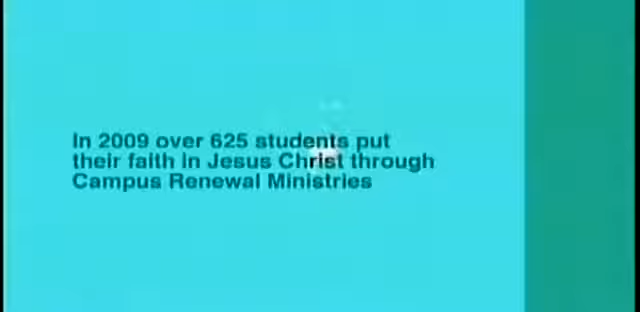 In 2009 over 625 students put
their faith in Jesus Christ through
Campus Renewal Ministries